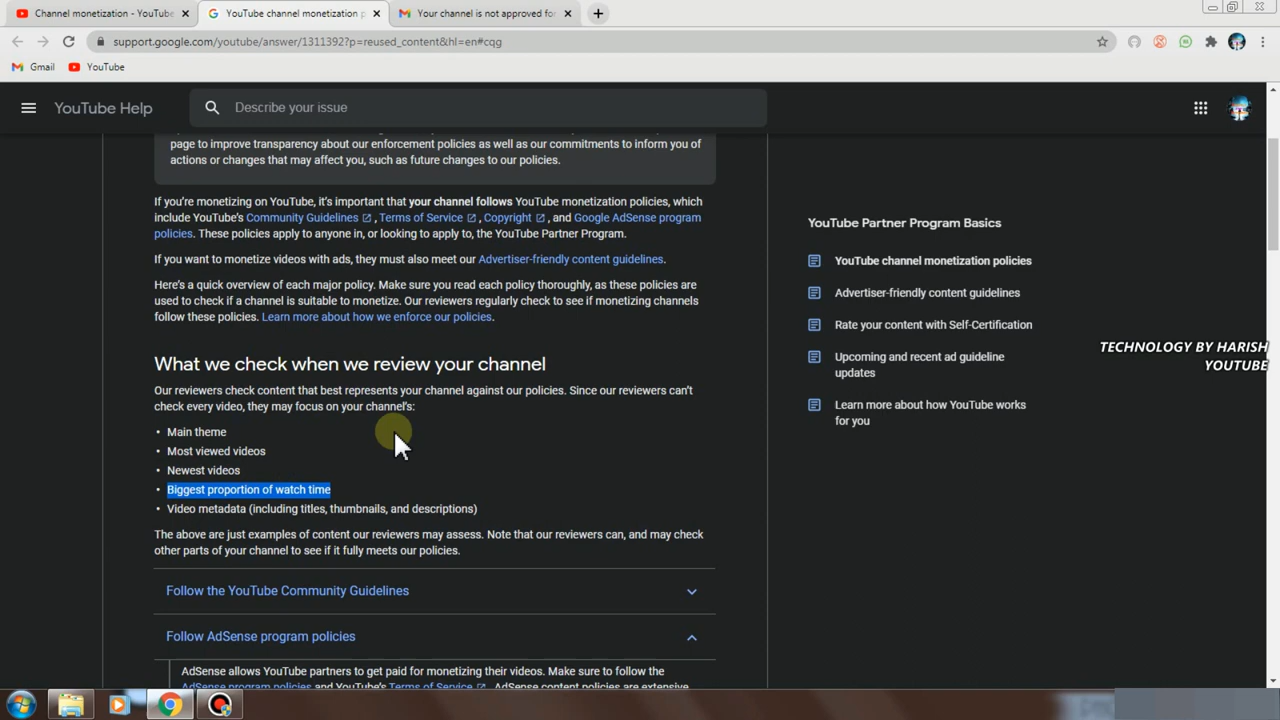 Channel monetization - YouTube
YouTube channel monetization p
Your channel is not approved for
support.google.com/youtube/answer/1311392?p=reused_content&hl=en#cqg
Gmail
YouTube
YouTube Help
Describe your issue
page to improve transparency about our enforcement policies as well as our commitments to inform you of
actions or changes that may affect you, such as future changes to our policies.
If you're monetizing on YouTube, it's important that your channel follows YouTube monetization policies, which
include YouTube's Community Guidelines , Terms of Service , Copyright , and Google AdSense program
policies. These policies apply to anyone in, or looking to apply to, the YouTube Partner Program.
If you want to monetize videos with ads, they must also meet our Advertiser-friendly content guidelines.
Here's a quick overview of each major policy. Make sure you read each policy thoroughly, as these policies are
used to check if a channel is suitable to monetize. Our reviewers regularly check to see if monetizing channels
follow these policies. Learn more about how we enforce our policies.
What we check when we review your channel
Our reviewers check content that best represents your channel against our policies. Since our reviewers can't
check every video, they may focus on your channel's:
• Main theme
• Most viewed videos
• Newest videos
• Biggest proportion of watch time
• Video metadata (including titles, thumbnails, and descriptions)
The above are just examples of content our reviewers may assess. Note that our reviewers can, and may check
other parts of your channel to see if it fully meets our policies.
Follow the YouTube Community Guidelines
Follow AdSense program policies
AdSense allows YouTube partners to get paid for monetizing their videos. Make sure to follow the
AdSense program policies and YouTube's Terms of Service . AdSense content policies are extensive
YouTube Partner Program Basics
YouTube channel monetization policies
Advertiser-friendly content guidelines
Rate your content with Self-Certification
Upcoming and recent ad guideline
updates
Learn more about how YouTube works
for you
TECHNOLOGY BY HARISH
YOUTUBE